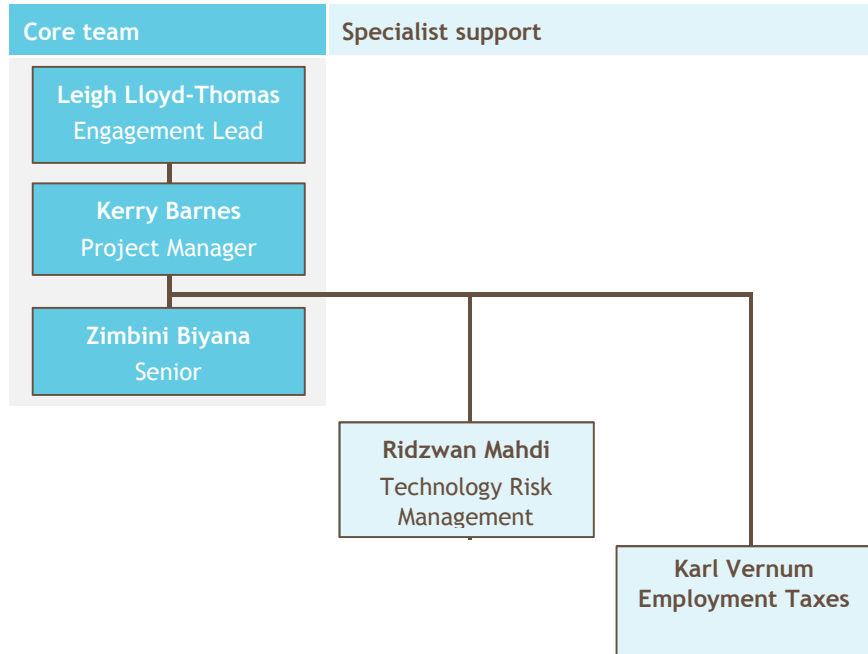 Core team
Specialist support
Leigh Lloyd-Thomas
Engagement Lead
Kerry Barnes
Project Manager
Zimbini Biyana
Senior
Ridzwan Mahdi
Technology Risk
Management
Karl Vernum
Employment Taxes